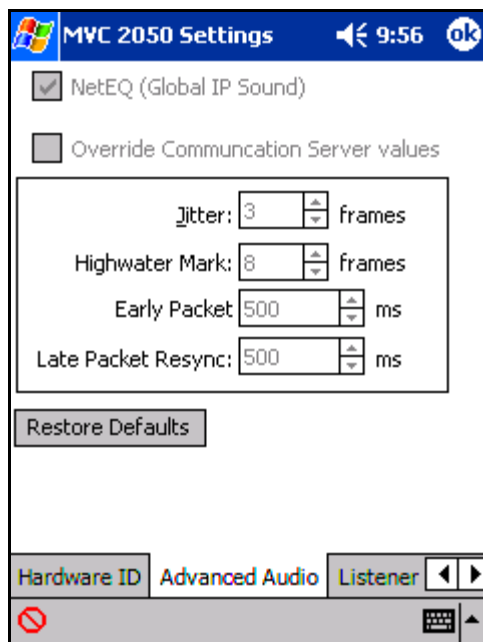 MVC 2050 Settings 9:56 ok
NetEQ (Global IP Sound)
Override Communcation Server values
Jitter: 3 frames
Highwater Mark: 8 frames
Early Packet 500 ms
Late Packet Resync: 500 ms
Restore Defaults
Hardware ID Advanced Audio Listener